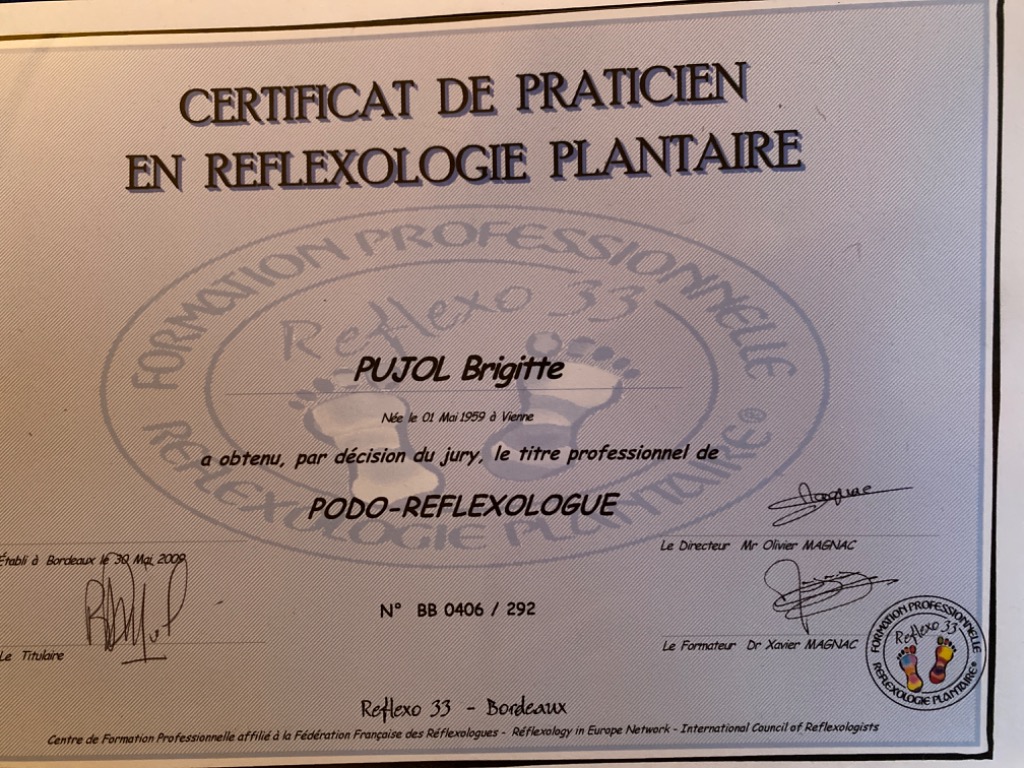 CERTIFICAT DE PRATICIEN
EN REFLEXOLOGIE PLANTAIRE
FORMATION PROFESSIONNELLE
Reflexo 33
REFLEXOLOGIE PLANTAIRE®
PUJOL Brigitte
Née le 01 Mai 1959 à Vienne
a obtenu, par décision du jury, le titre professionnel de
PODO-REFLEXOLOGUE
Magnac
Le Directeur Mr Olivier MAGNAC
Établi à Bordeaux le 30 Mai 2009
N° BB 0406 / 292
Le Titulaire
Le Formateur Dr Xavier MAGNAC
FORMATION PROFESSIONNELLE
Reflexo 33
REFLEXOLOGIE PLANTAIRE®
Reflexo 33 - Bordeaux
Centre de Formation Professionnelle affilié à la Fédération Française des Réflexologues - Réflexology in Europe Network - International Council of Reflexologists